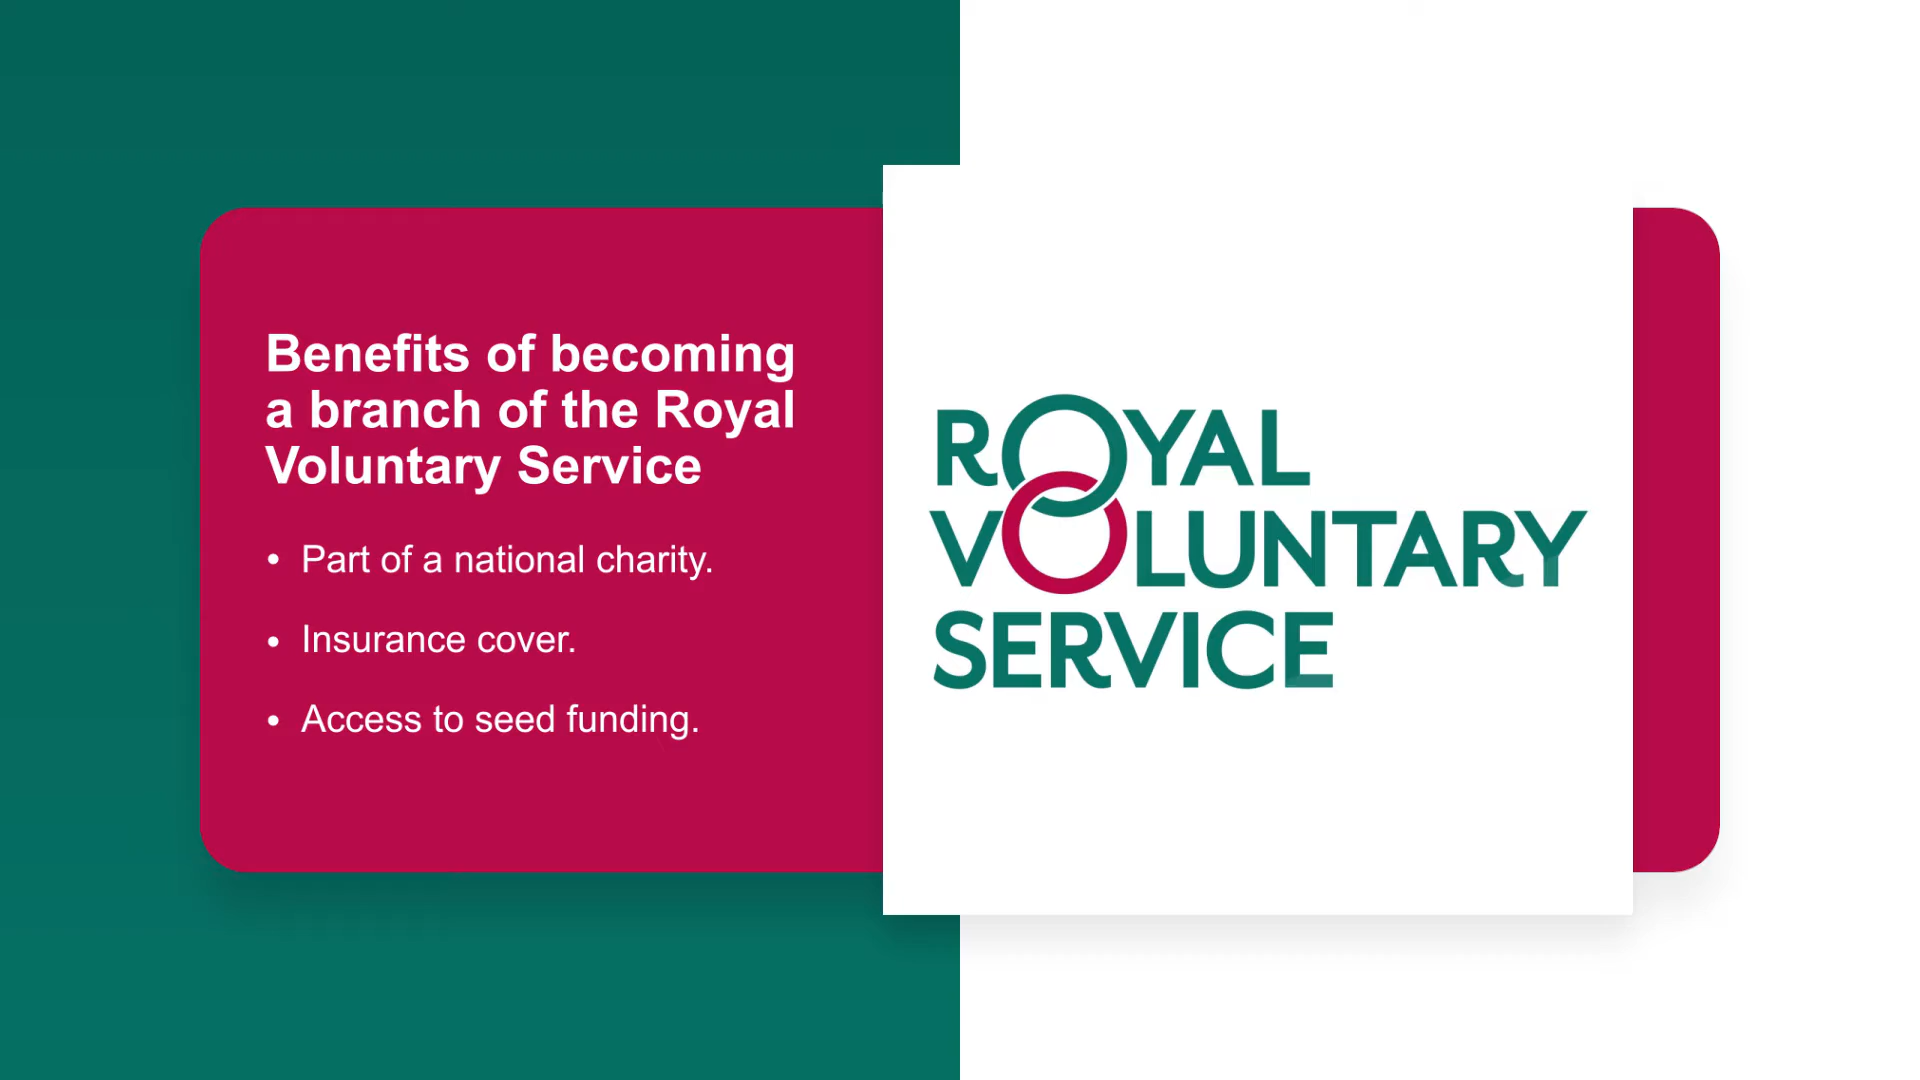 Benefits of becoming
a branch of the Royal
Voluntary Service
• Part of a national charity.
• Insurance cover.
• Access to seed funding.
ROYAL
VOLUNTARY
SERVICE